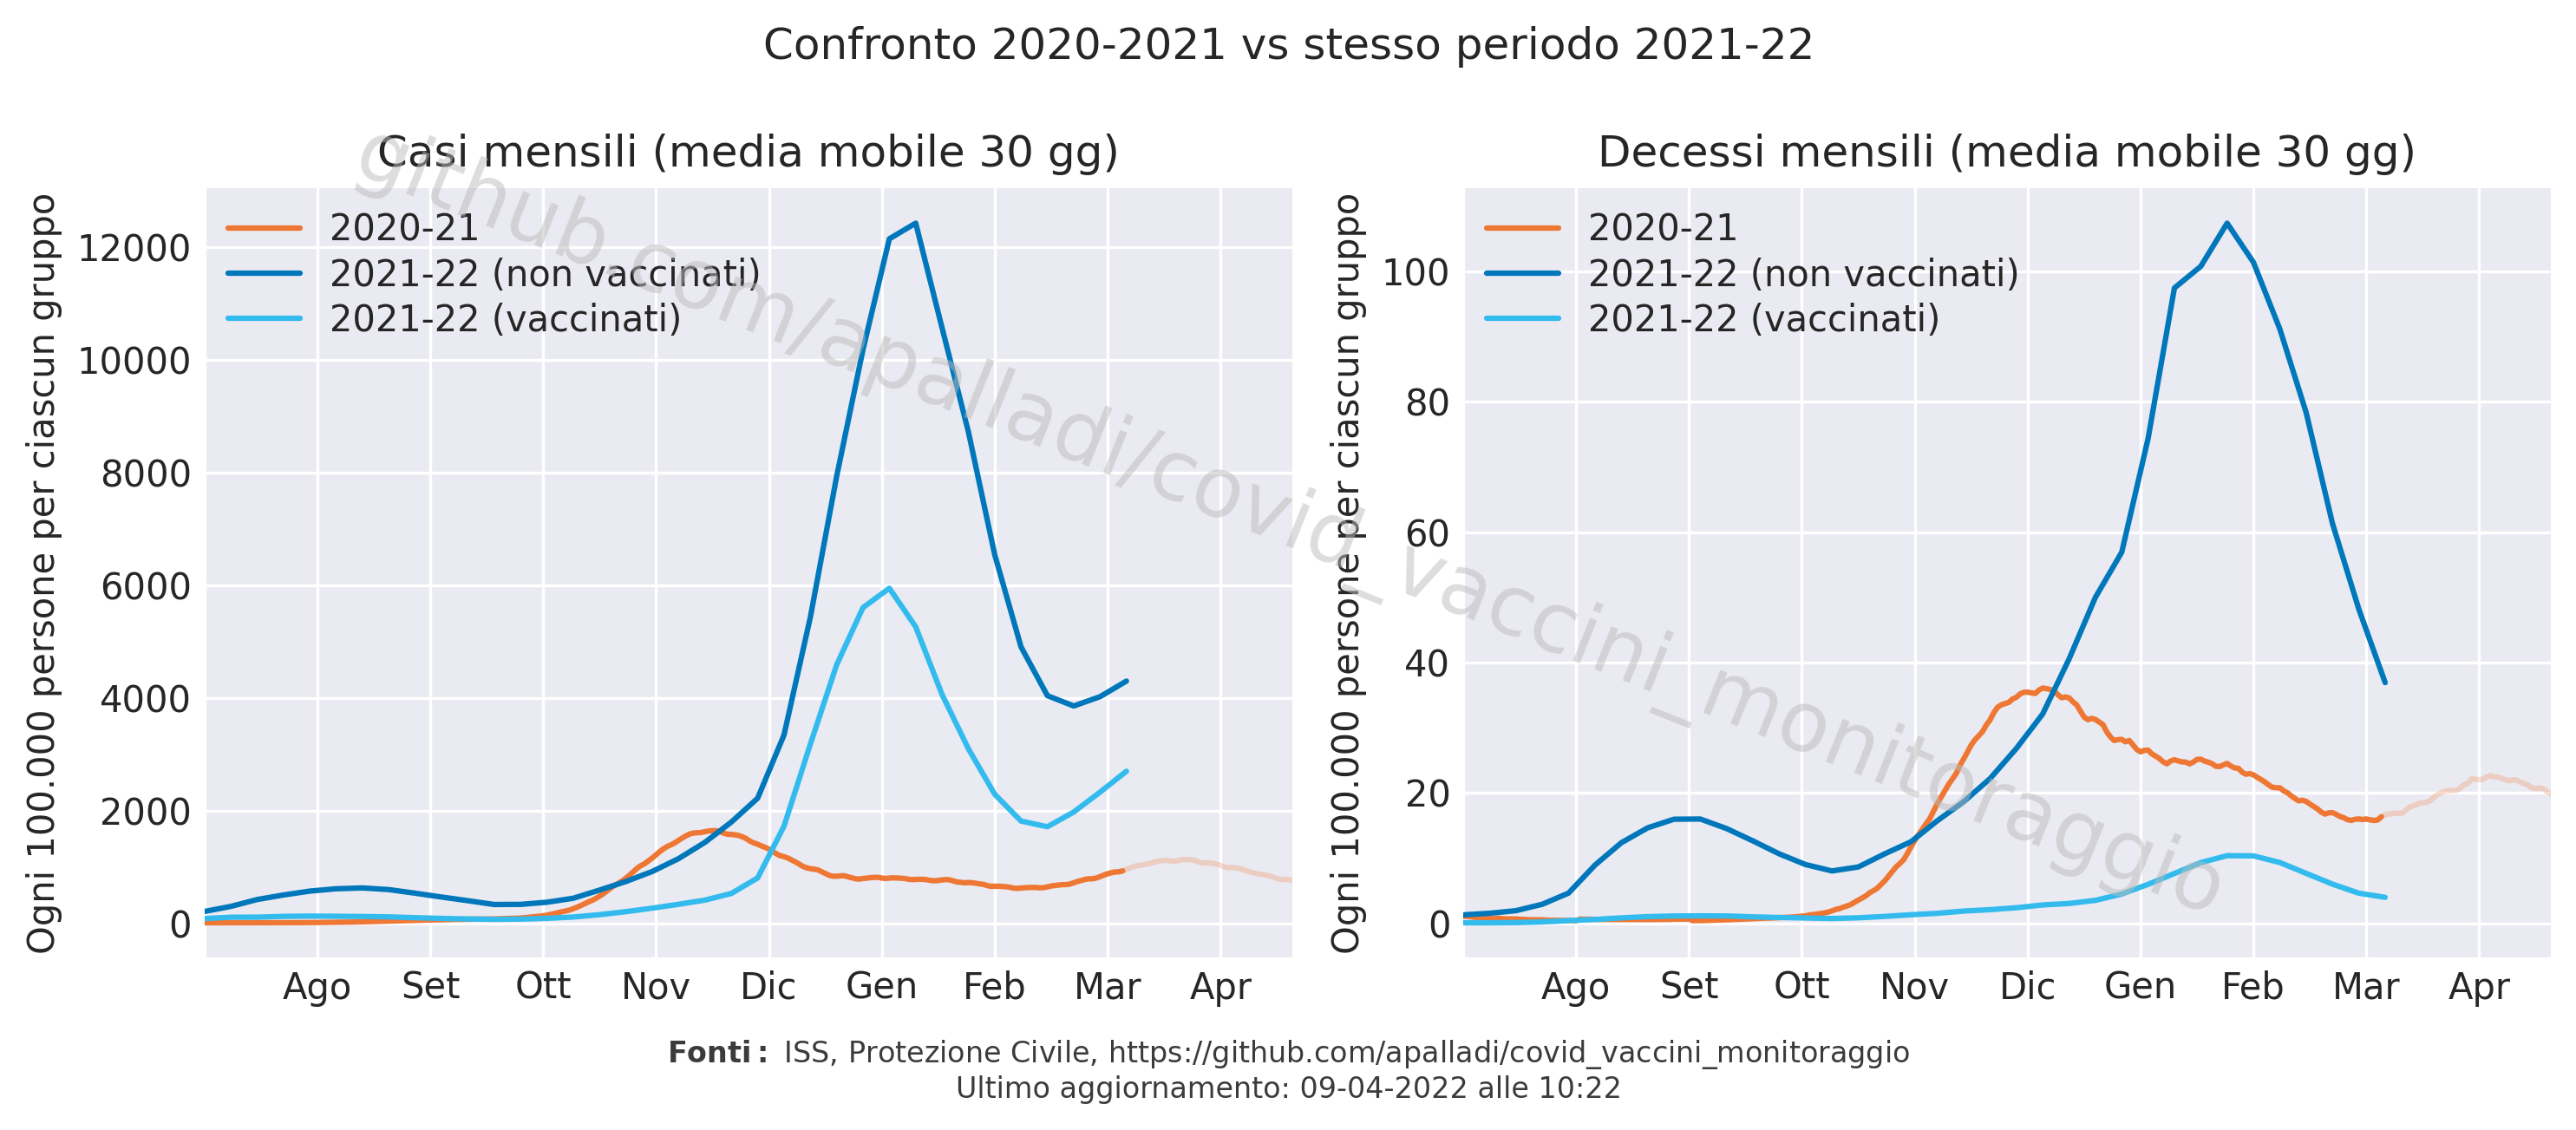 Confronto 2020-2021 vs stesso periodo 2021-22
Casi mensili (media mobile 30 gg)
Ogni 100.000 persone per ciascun gruppo
12000
10000
8000
6000
4000
2000
0
2020-21
2021-22 (non vaccinati)
2021-22 (vaccinati)
Ago Set Ott Nov Dic Gen Feb Mar Apr
Decessi mensili (media mobile 30 gg)
Ogni 100.000 persone per ciascun gruppo
100
80
60
40
20
0
2020-21
2021-22 (non vaccinati)
2021-22 (vaccinati)
Ago Set Ott Nov Dic Gen Feb Mar Apr
github.com/apalladi/covid_vaccini_monitoraggio
Fonti: ISS, Protezione Civile, https://github.com/apalladi/covid_vaccini_monitoraggio
Ultimo aggiornamento: 09-04-2022 alle 10:22